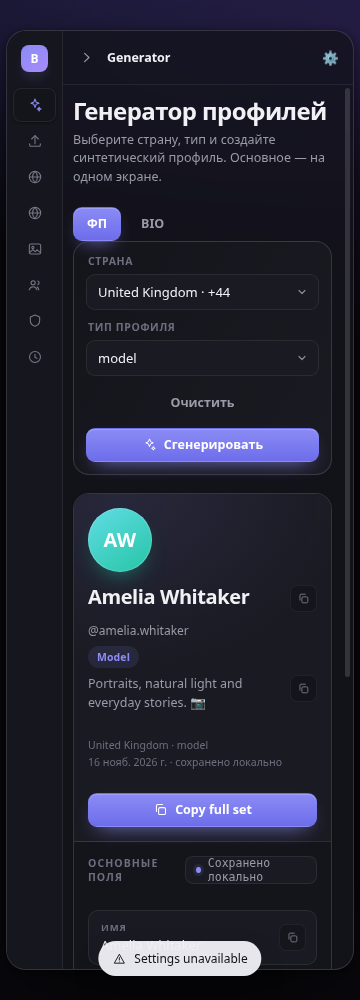 B
Generator
Генератор профилей
Выберите страну, тип и создайте
синтетический профиль. Основное — на
одном экране.
ФП
BIO
СТРАНА
United Kingdom · +44
ТИП ПРОФИЛЯ
model
Очистить
Сгенерировать
AW
Amelia Whitaker
@amelia.whitaker
Model
Portraits, natural light and
everyday stories. 📷
United Kingdom · model
16 нояб. 2026 г. · сохранено локально
Copy full set
ОСНОВНЫЕ
ПОЛЯ
Сохранено
локально
ИМЯ
Settings unavailable